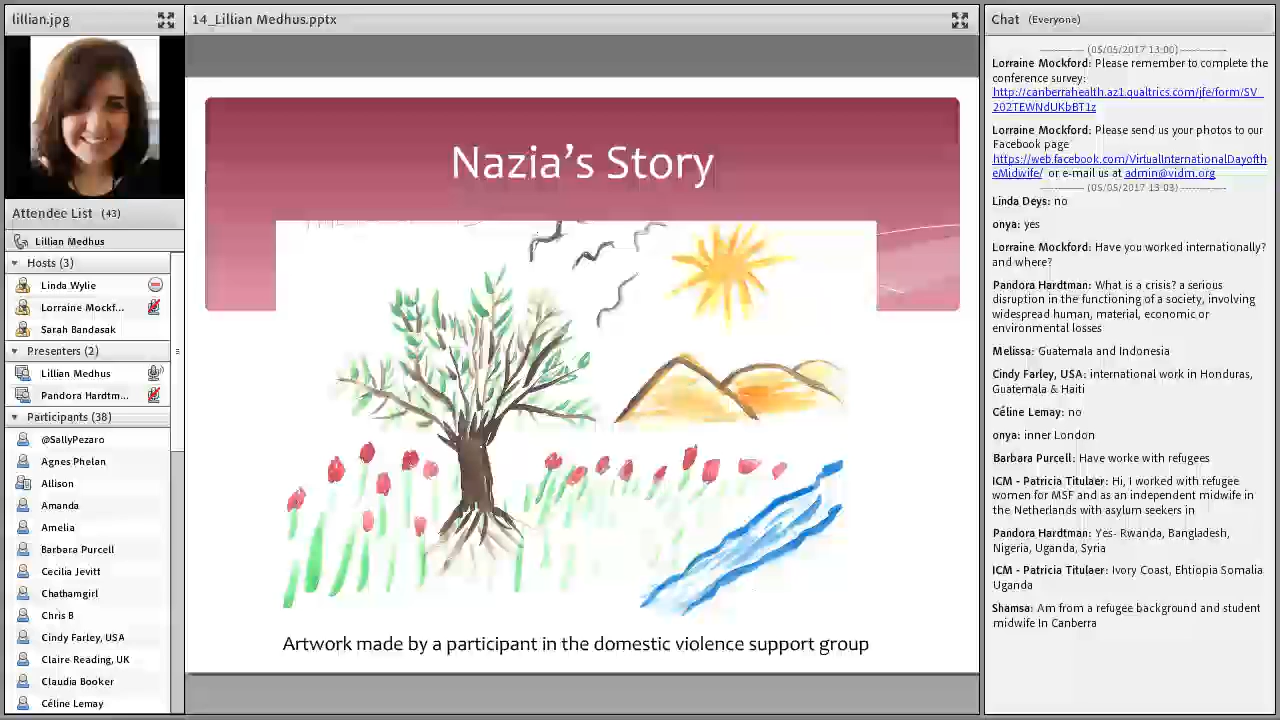 lillian.jpg
Attendee List (43)
Lillian Medhus
Hosts (3)
Linda Wylie
Lorraine Mockf...
Sarah Bandasak
Presenters (2)
Lillian Medhus
Pandora Hardtm...
Participants (38)
@SallyPezaro
Agnes Phelan
Allison
Amanda
Amelia
Barbara Purcell
Cecilia Jevitt
Chathamgirl
Chris B
Cindy Farley, USA
Claire Reading, UK
Claudia Booker
Céline Lemay
14_Lillian Medhus.pptx
Nazia’s Story
Artwork made by a participant in the domestic violence support group
Chat (Everyone)
(05/05/2017 13:00)
Lorraine Mockford: Please remember to complete the
conference survey:
http://canberrahealth.az1.qualtrics.com/jfe/form/SV_
202TEWNdUKbBT1z
Lorraine Mockford: Please send us your photos to our
Facebook page
https://web.facebook.com/VirtualInternationalDayofth
eMidwife/ or e-mail us at admin@vidm.org
(05/05/2017 13:03)
Linda Deys: no
onya: yes
Lorraine Mockford: Have you worked internationally?
and where?
Pandora Hardtman: What is a crisis? a serious
disruption in the functioning of a society, involving
widespread human, material, economic or
environmental losses
Melissa: Guatemala and Indonesia
Cindy Farley, USA: international work in Honduras,
Guatemala & Haiti
Céline Lemay: no
onya: inner London
Barbara Purcell: Have worke with refugees
ICM - Patricia Titulaer: Hi, I worked with refugee
women for MSF and as an independent midwife in
the Netherlands with asylum seekers in
Pandora Hardtman: Yes- Rwanda, Bangladesh,
Nigeria, Uganda, Syria
ICM - Patricia Titulaer: Ivory Coast, Ehtiopia Somalia
Uganda
Shamsa: Am from a refugee background and student
midwife In Canberra